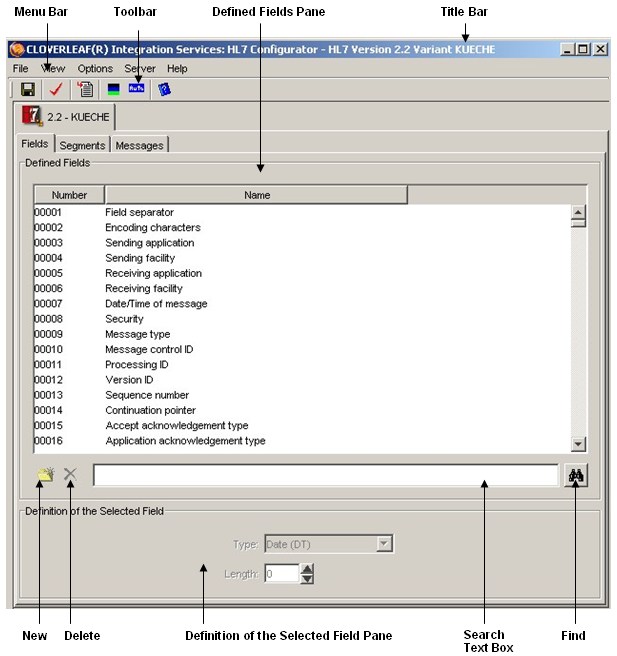 Menu Bar Toolbar Defined Fields Pane Title Bar
CLOVERLEAF(R) Integration Services: HL7 Configurator - HL7 Version 2.2 Variant KUECHE
File View Options Server Help
Auto
7 2.2 - KUECHE
Fields Segments Messages
Defined Fields
Number Name
00001 Field separator
00002 Encoding characters
00003 Sending application
00004 Sending facility
00005 Receiving application
00006 Receiving facility
00007 Date/Time of message
00008 Security
00009 Message type
00010 Message control ID
00011 Processing ID
00012 Version ID
00013 Sequence number
00014 Continuation pointer
00015 Accept acknowledgement type
00016 Application acknowledgement type
Definition of the Selected Field
Type: Date (DT)
Length: 0
New Delete Definition of the Selected Field Pane Search Text Box Find